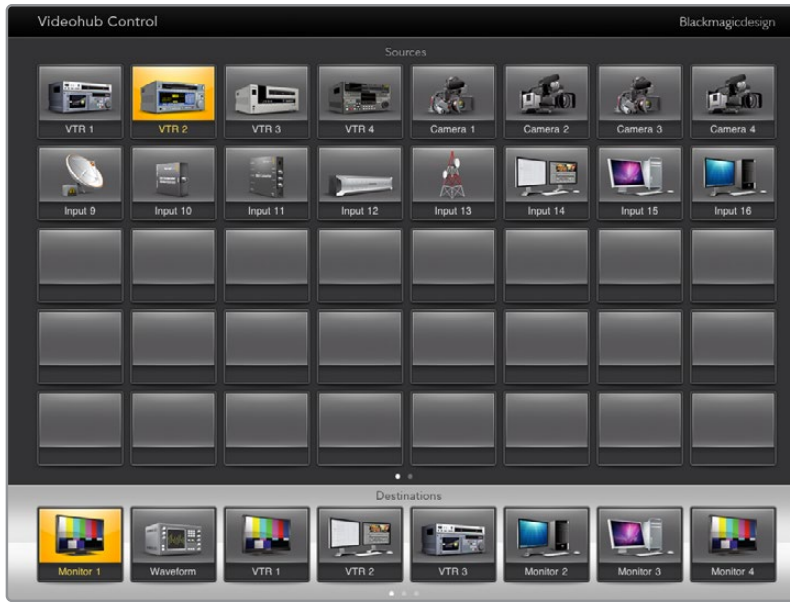 Videohub Control Blackmagicdesign
Sources
VTR 1 VTR 2 VTR 3 VTR 4 Camera 1 Camera 2 Camera 3 Camera 4
Input 9 Input 10 Input 11 Input 12 Input 13 Input 14 Input 15 Input 16
Destinations
Monitor 1 Waveform VTR 1 VTR 2 VTR 3 Monitor 2 Monitor 3 Monitor 4